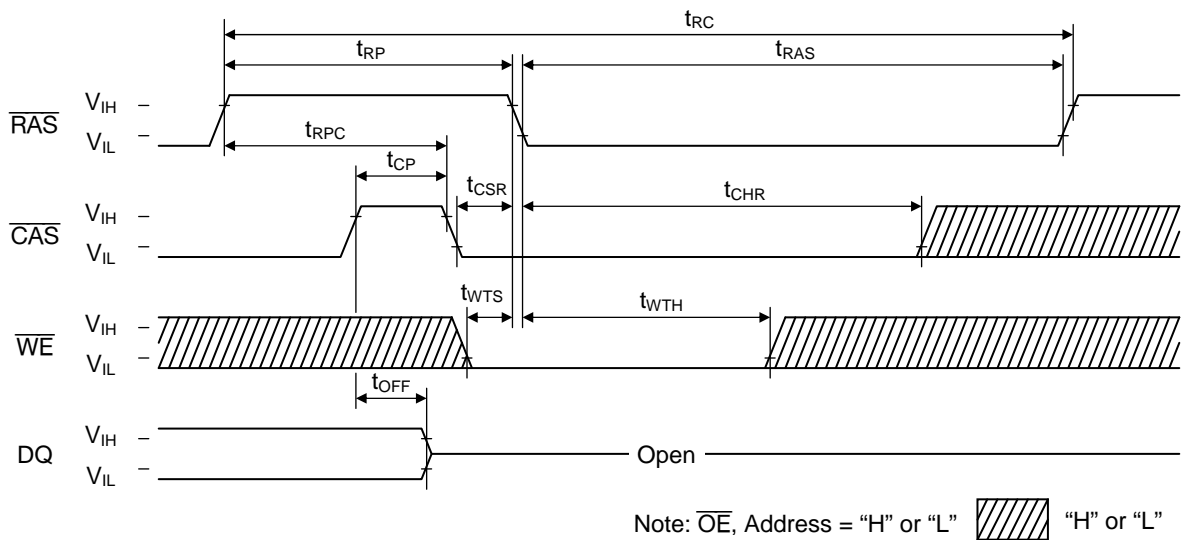 tRC
tRP
tRAS
RAS
VIH
VIL
tRPC
tCP
tCSR
tCHR
CAS
VIH
VIL
tWTS
tWTH
WE
VIH
VIL
tOFF
DQ
VIH
VIL
Open
Note: OE, Address = “H” or “L”
“H” or “L”